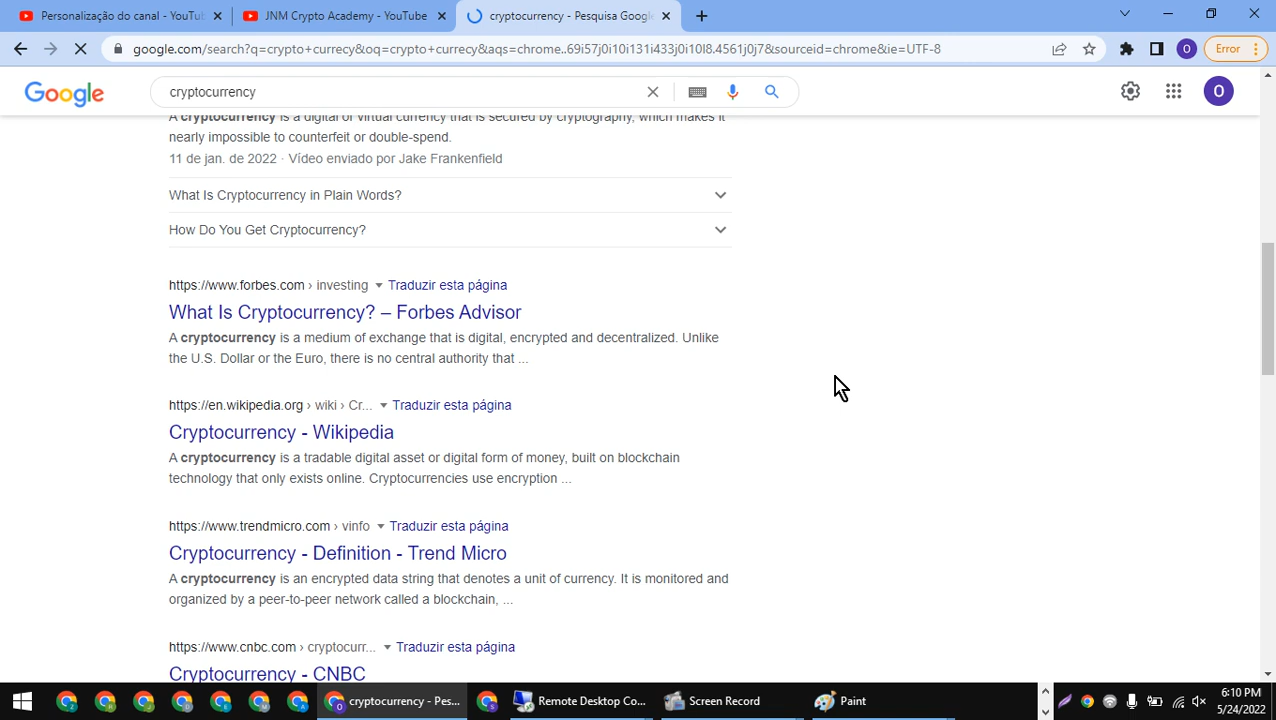 Personalização do canal - YouTu
JNM Crypto Academy - YouTube
cryptocurrency - Pesquisa Google
google.com/search?q=crypto+currecy&oq=crypto+currecy&aqs=chrome..69i57j0i10i131i433j0i10l8.4561j0j7&sourceid=chrome&ie=UTF-8
O
Error
Google
cryptocurrency
O
A cryptocurrency is a digital or virtual currency that is secured by cryptography, which makes it
nearly impossible to counterfeit or double-spend.
11 de jan. de 2022 · Vídeo enviado por Jake Frankenfield
What Is Cryptocurrency in Plain Words?
How Do You Get Cryptocurrency?
https://www.forbes.com › investing Traduzir esta página
What Is Cryptocurrency? – Forbes Advisor
A cryptocurrency is a medium of exchange that is digital, encrypted and decentralized. Unlike
the U.S. Dollar or the Euro, there is no central authority that ...
https://en.wikipedia.org › wiki › Cr... Traduzir esta página
Cryptocurrency - Wikipedia
A cryptocurrency is a tradable digital asset or digital form of money, built on blockchain
technology that only exists online. Cryptocurrencies use encryption ...
https://www.trendmicro.com › vinfo Traduzir esta página
Cryptocurrency - Definition - Trend Micro
A cryptocurrency is an encrypted data string that denotes a unit of currency. It is monitored and
organized by a peer-to-peer network called a blockchain, ...
https://www.cnbc.com › cryptocurr... Traduzir esta página
Cryptocurrency - CNBC
cryptocurrency - Pes...
Remote Desktop Co...
Screen Record
Paint
6:10 PM
5/24/2022